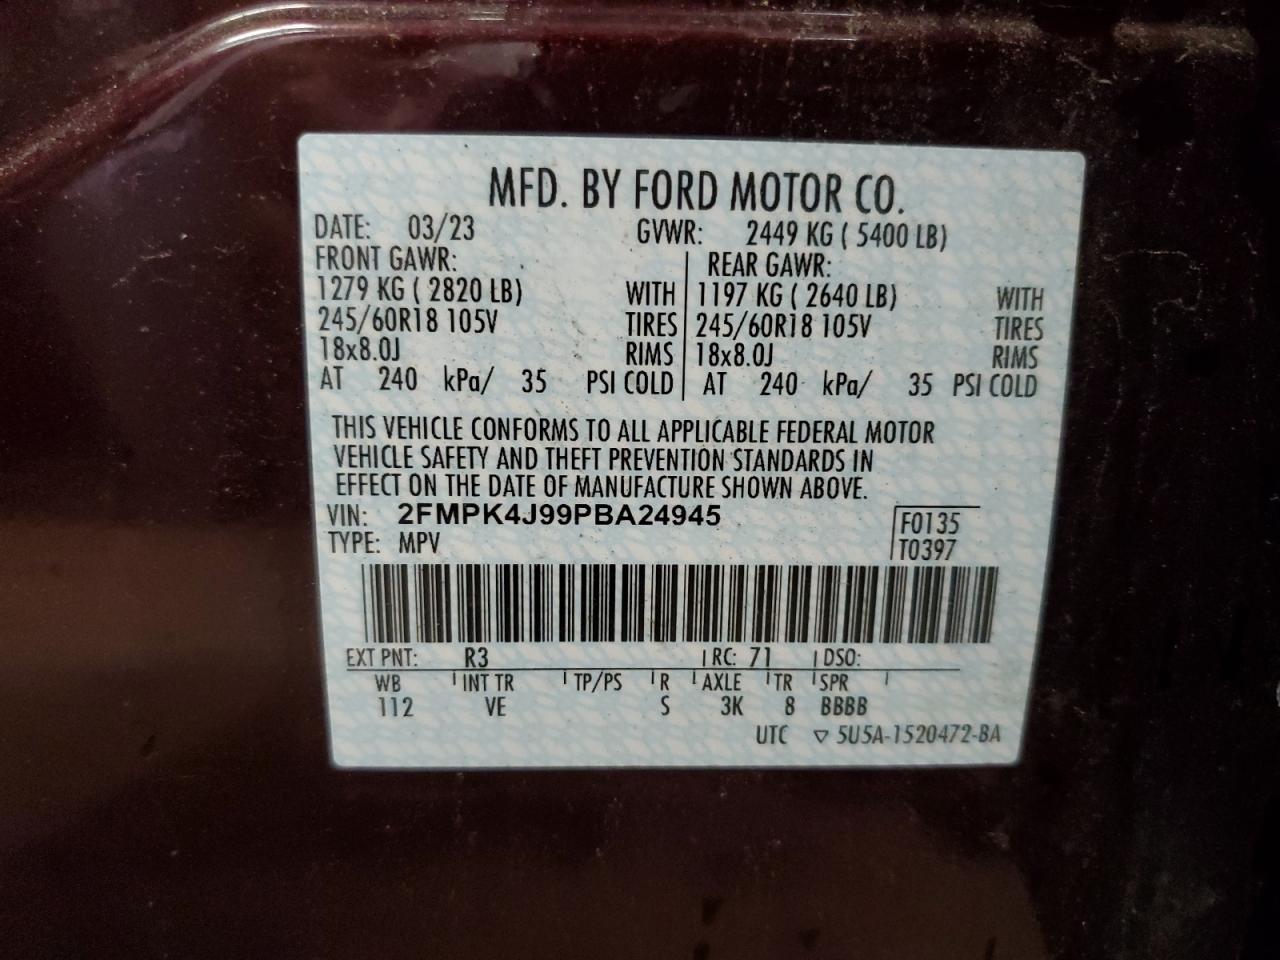 MFD. BY FORD MOTOR CO.
DATE: 03/23 GVWR: 2449 KG ( 5400 LB)
FRONT GAWR: REAR GAWR:
1279 KG ( 2820 LB) WITH 1197 KG ( 2640 LB) WITH
245/60R18 105V TIRES 245/60R18 105V TIRES
18x8.0J RIMS 18x8.0J RIMS
AT 240 kPa/ 35 PSI COLD AT 240 kPa/ 35 PSI COLD
THIS VEHICLE CONFORMS TO ALL APPLICABLE FEDERAL MOTOR
VEHICLE SAFETY AND THEFT PREVENTION STANDARDS IN
EFFECT ON THE DATE OF MANUFACTURE SHOWN ABOVE.
VIN: 2FMPK4J99PBA24945 F0135
TYPE: MPV T0397
EXT PNT: R3 RC: 71 DSO:
WB INT TR TP/PS R AXLE TR SPR
112 VE S 3K 8 BBBB
UTC ▽ 5U5A-1520472-BA